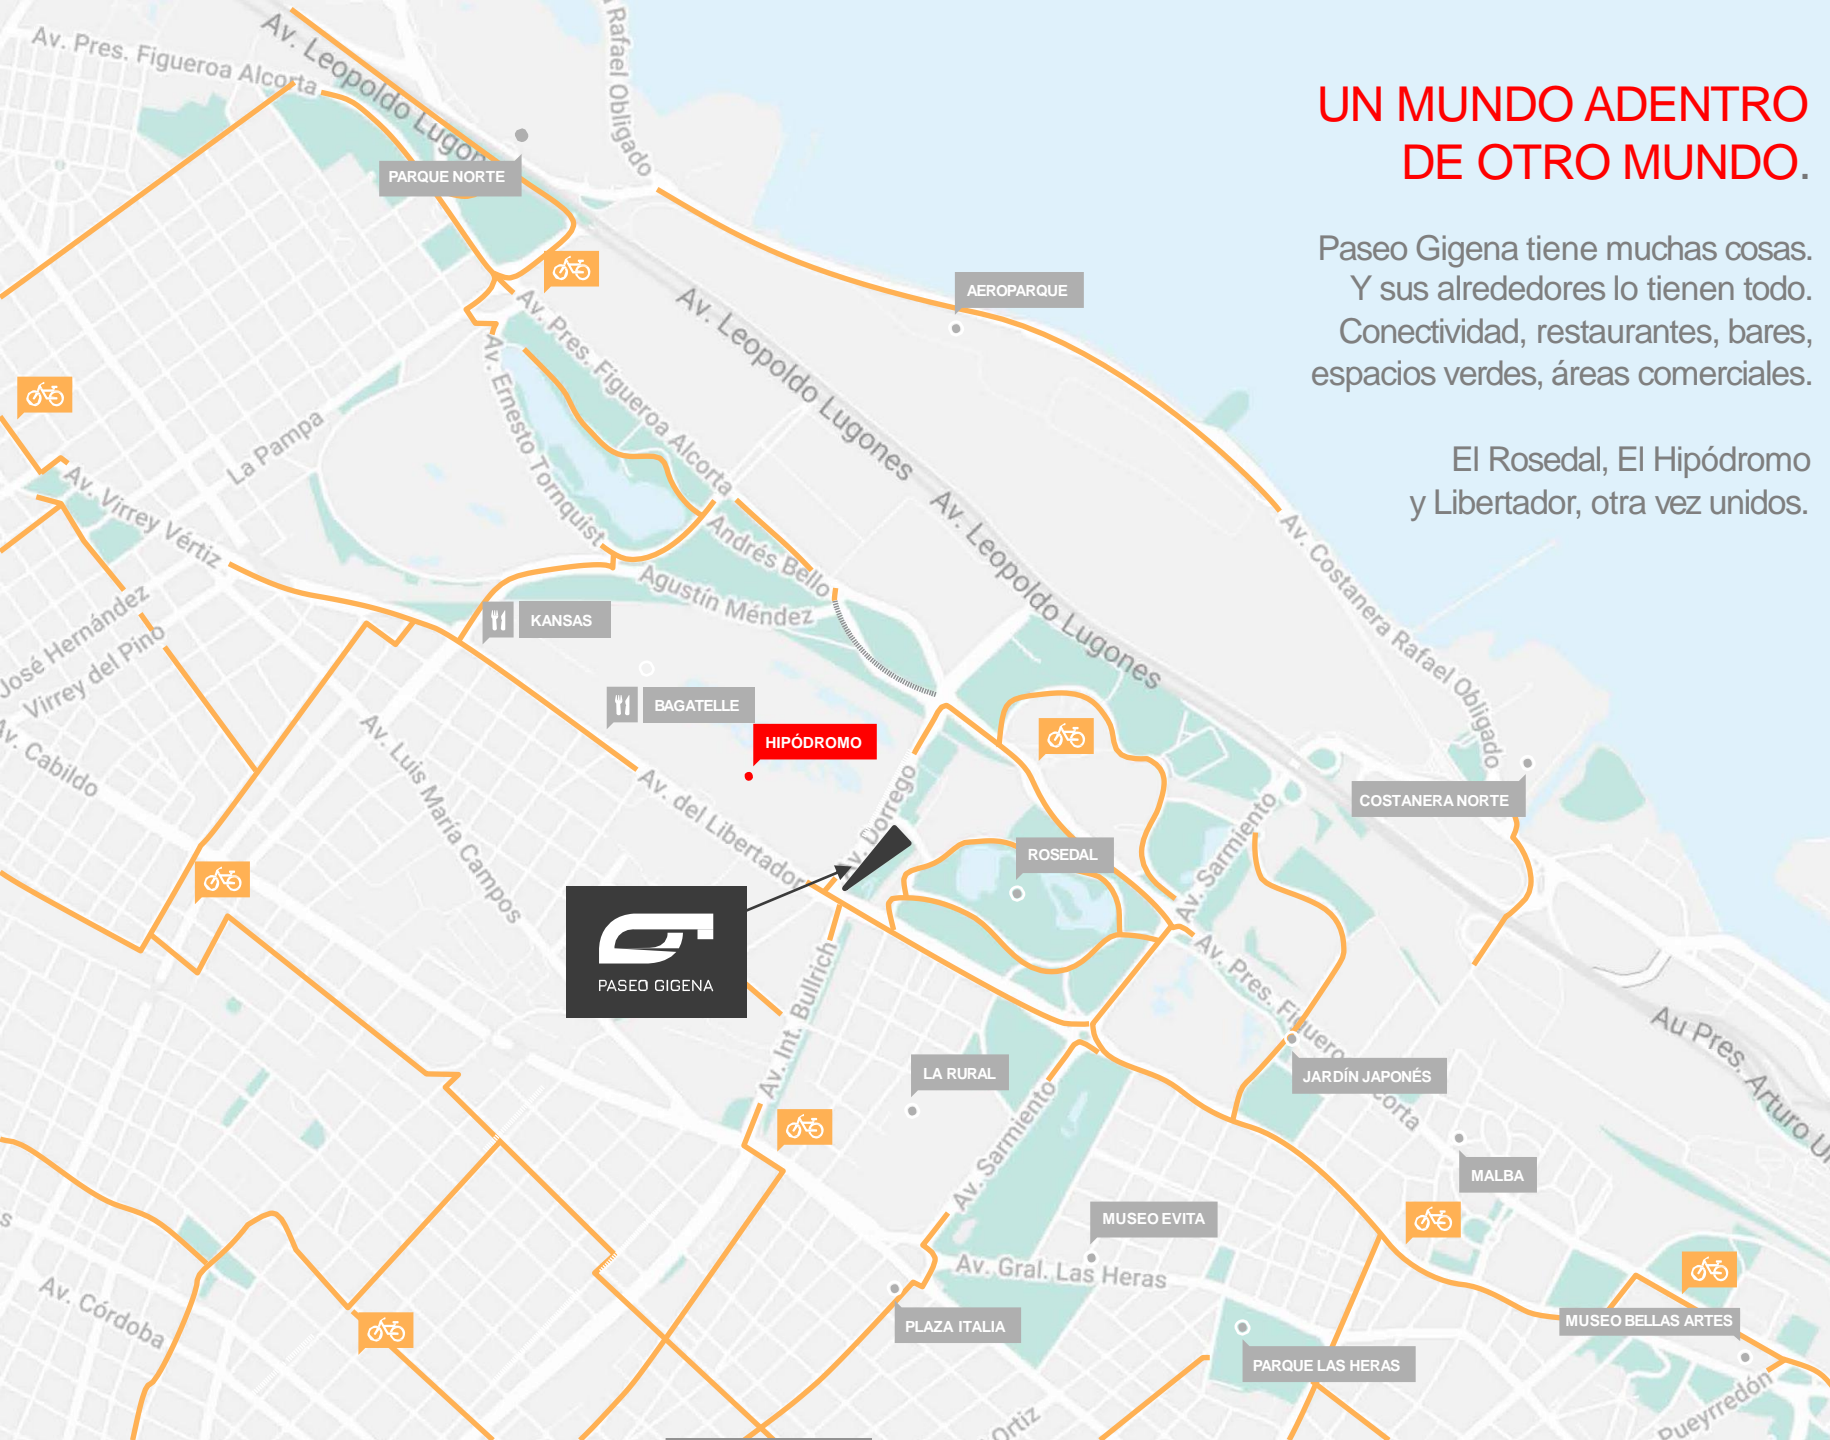 UN MUNDO ADENTRO
DE OTRO MUNDO.
Paseo Gigena tiene muchas cosas.
Y sus alrededores lo tienen todo.
Conectividad, restaurantes, bares,
espacios verdes, áreas comerciales.
El Rosedal, El Hipódromo
y Libertador, otra vez unidos.
Av. Leopoldo Lugon
Av. Pres. Figueroa Alcorta
Rafael Obligado
PARQUE NORTE
AEROPARQUE
Av. Leopoldo Lugones
Av. Pres. Figueroa Alcorta
Av. Ernesto Tornquist
La Pampa
Av. Virrey Vértiz
Av. Leopoldo Lugones
Andrés Bello
Agustín Méndez
Av. Costanera Rafael Obligado
José Hernández
Virrey del Pino
Av. Cabildo
KANSAS
BAGATELLE
HIPÓDROMO
Av. Luis María Campos
Av. del Libertador
Av. Dorrego
COSTANERA NORTE
ROSEDAL
Av. Sarmiento
PASEO GIGENA
Av. Int. Bullrich
Av. Pres. Figuero
corta
Au Pres. Arturo
LA RURAL
JARDÍN JAPONÉS
Av. Sarmiento
MALBA
MUSEO EVITA
Av. Gral. Las Heras
Av. Córdoba
PLAZA ITALIA
MUSEO BELLAS ARTES
PARQUE LAS HERAS
Pueyrredón
Ortiz